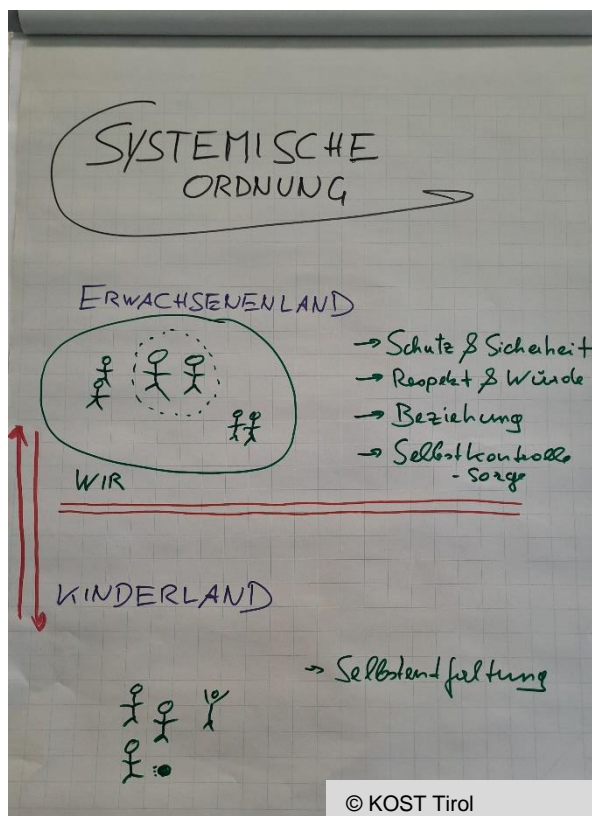 SYSTEMISCHE
ORDNUNG
ERWACHSENENLAND
→ Schutz & Sicherheit
→ Respekt & Würde
→ Beziehung
→ Selbstkontrolle
- sorge
WIR
KINDERLAND
→ Selbstentfaltung
© KOST Tirol